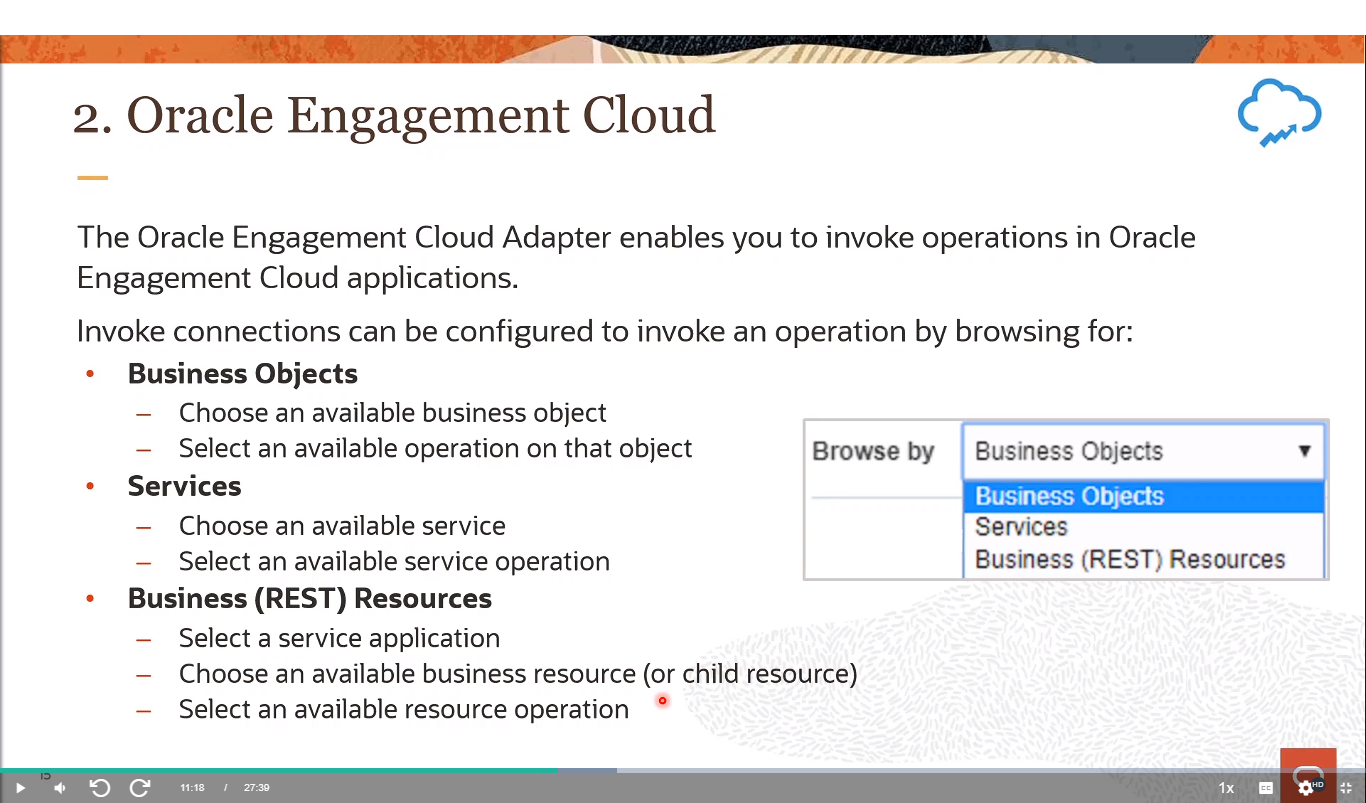 2. Oracle Engagement Cloud
The Oracle Engagement Cloud Adapter enables you to invoke operations in Oracle
Engagement Cloud applications.
Invoke connections can be configured to invoke an operation by browsing for:
• Business Objects
– Choose an available business object
– Select an available operation on that object
• Services
– Choose an available service
– Select an available service operation
• Business (REST) Resources
– Select a service application
– Choose an available business resource (or child resource)
– Select an available resource operation
Browse by Business Objects
Business Objects
Services
Business (REST) Resources
15
11:18 / 27:39
1x CC HD